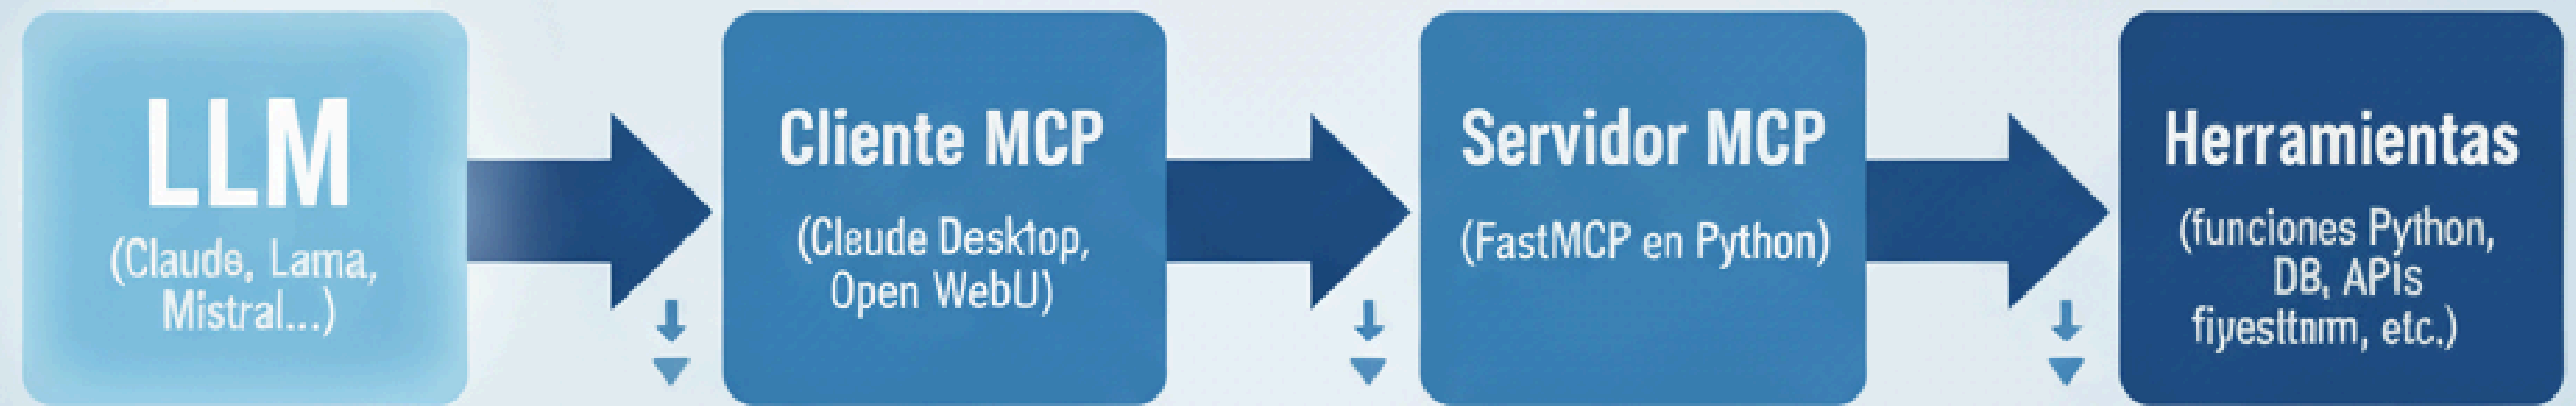 LLM
(Claude, Lama,
Mistral...)
Cliente MCP
(Cleude Desktop,
Open WebU)
Servidor MCP
(FastMCP en Python)
Herramientas
(funciones Python,
DB, APIs
fiyesttnım, etc.)